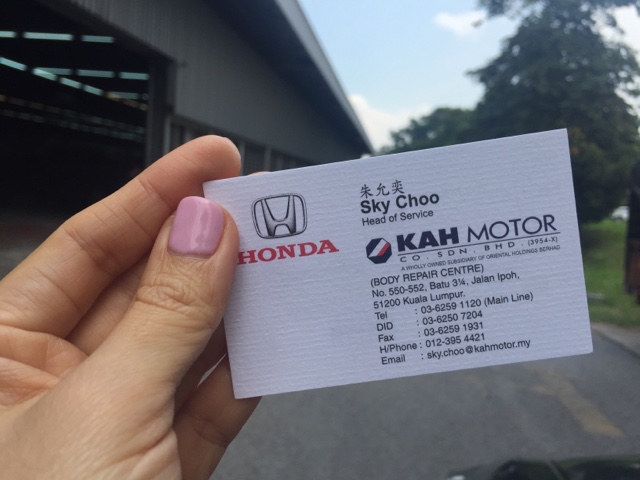 朱允奕
Sky Choo
Head of Service
HONDA
KAH MOTOR
CO. SDN. BHD. (3954-X)
A WHOLLY OWNED SUBSIDIARY OF ORIENTAL HOLDINGS BERHAD
(BODY REPAIR CENTRE)
No. 550-552, Batu 3¼, Jalan Ipoh,
51200 Kuala Lumpur.
Tel : 03-6259 1120 (Main Line)
DID : 03-6250 7204
Fax : 03-6259 1931
H/Phone : 012-395 4421
Email : sky.choo@kahmotor.my